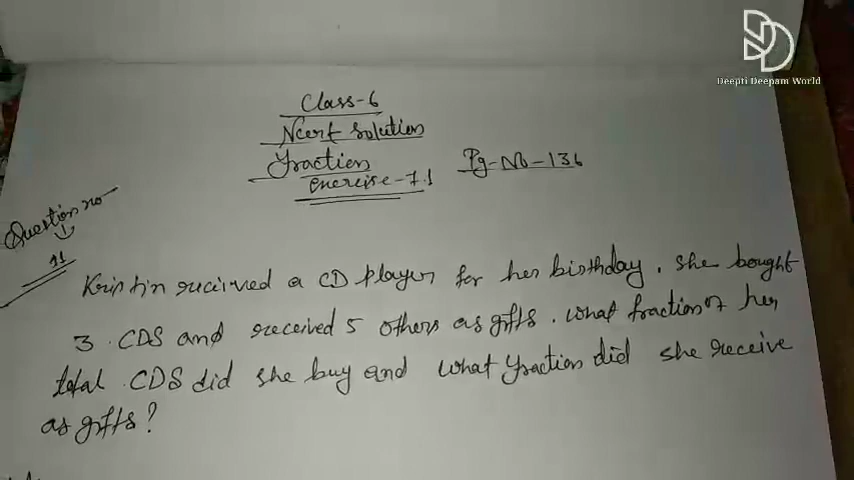 Deepti Deepam World
Class-6
Ncert Solution
Fraction
exercise-7.1
Pg-No-136
Question no
11
Kristin recieved a CD player for her birthday. She bought
3 CDS and received 5 others as gifts. What fraction of her
total CDS did she buy and what fraction did she receive
as gifts?